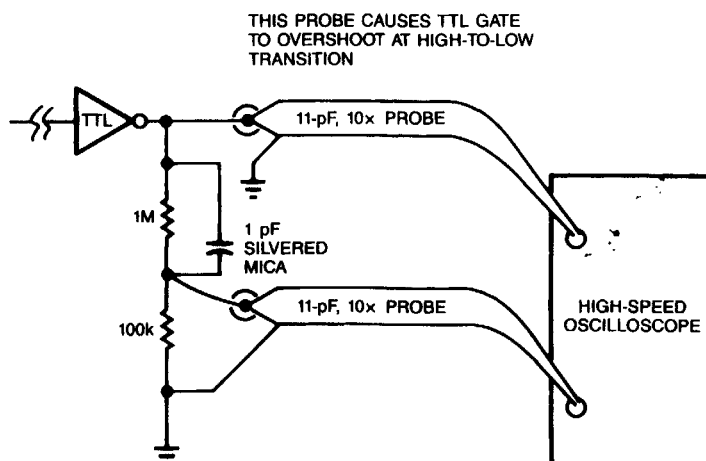 THIS PROBE CAUSES TTL GATE
TO OVERSHOOT AT HIGH-TO-LOW
TRANSITION
TTL
11-pF, 10× PROBE
1M
1 pF
SILVERED
MICA
11-pF, 10× PROBE
100k
HIGH-SPEED
OSCILLOSCOPE